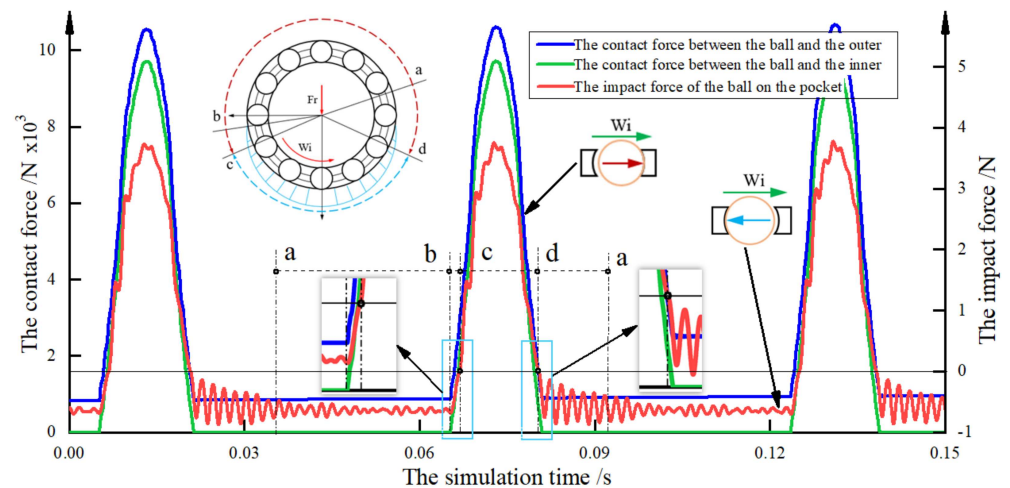 The contact force between the ball and the outer
The contact force between the ball and the inner
The impact force of the ball on the pocket
The contact force /N x10³
10
8
6
4
2
0
The impact force /N
5
4
3
2
1
0
-1
a
b
c
d
Fr
Wi
Wi
Wi
a
b
c
d
a
0.00
0.03
0.06
0.09
0.12
0.15
The simulation time /s